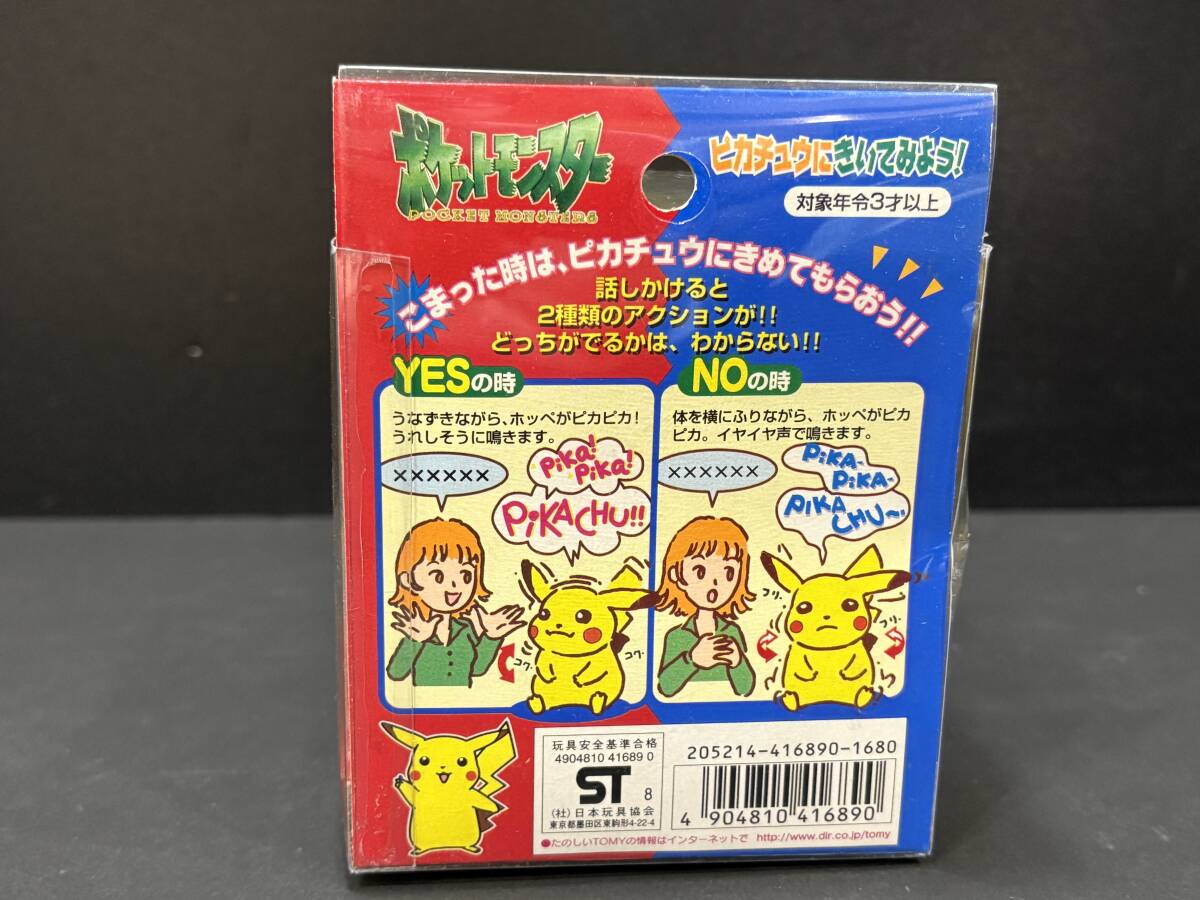 ポケットモンスター
POCKET MONSTERS
ピカチュウにきいてみよう!
対象年令3才以上
こまった時は、ピカチュウにきめてもらおう!!
話しかけると
2種類のアクションが!!
どっちがでるかは、わからない!!
YESの時
うなずきながら、ホッペがピカピカ!
うれしそうに鳴きます。
××××××
PiKa!
PiKa!
PiKACHU!!
コク
コク
NOの時
体を横にふりながら、ホッペがピカ
ピカ。イヤイヤ声で鳴きます。
××××××
PiKA-
PiKA-
PIKA
CHU~
フリ
フリ
玩具安全基準合格
4904810 41689 0
ST 8
(社)日本玩具協会
東京都墨田区東駒形4-22-4
205214-416890-1680
4 904810 416890
●たのしいTOMYの情報はインターネットで http://www.dir.co.jp/tomy